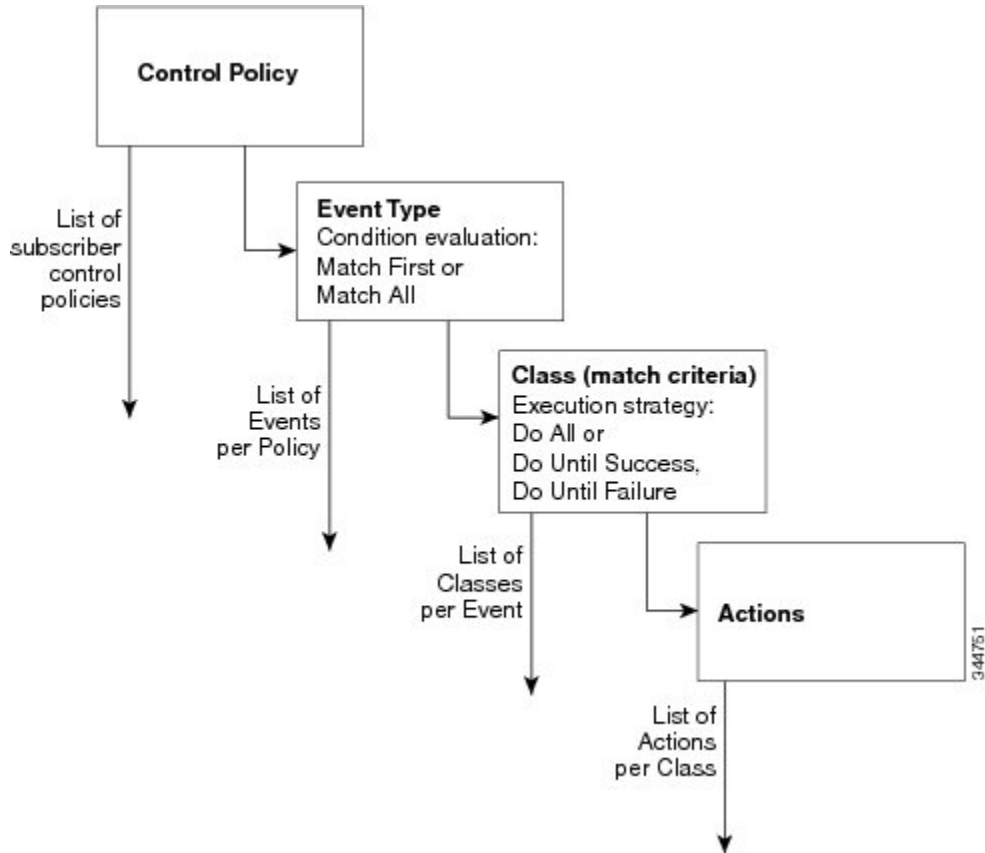 Control Policy
List of
subscriber
control
policies
Event Type
Condition evaluation:
Match First or
Match All
List of
Events
per Policy
Class (match criteria)
Execution strategy:
Do All or
Do Until Success,
Do Until Failure
List of
Classes
per Event
Actions
344751
List of
Actions
per Class